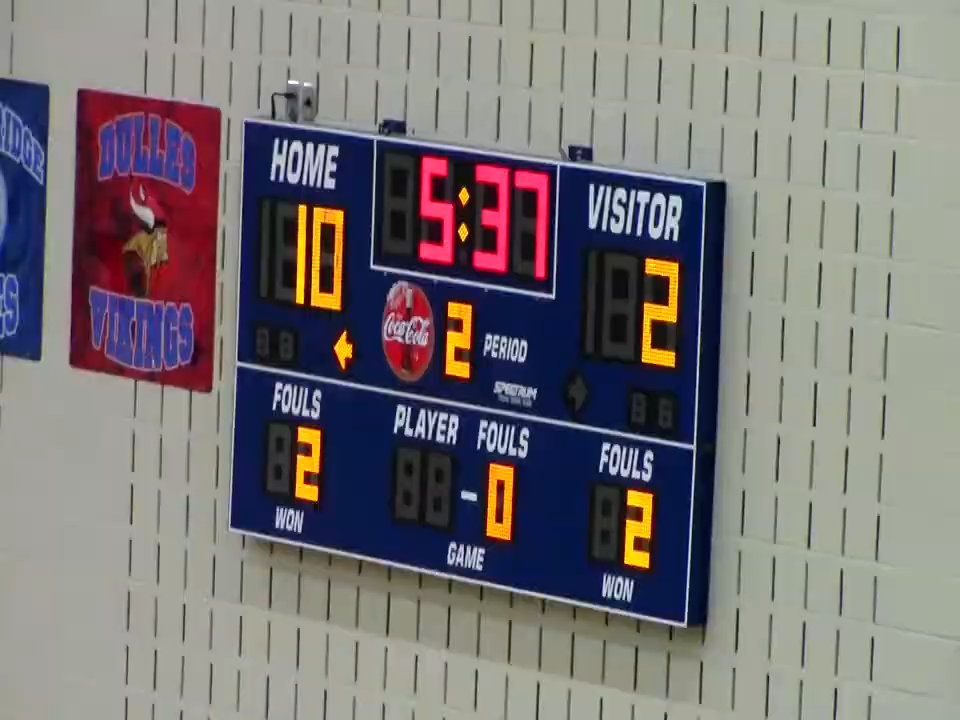 DULLES
VIKINGS
HOME
5:37
VISITOR
10
2
Coca-Cola
2
PERIOD
SPECTRUM
FOULS
PLAYER FOULS
FOULS
2
-0
2
WON
GAME
WON